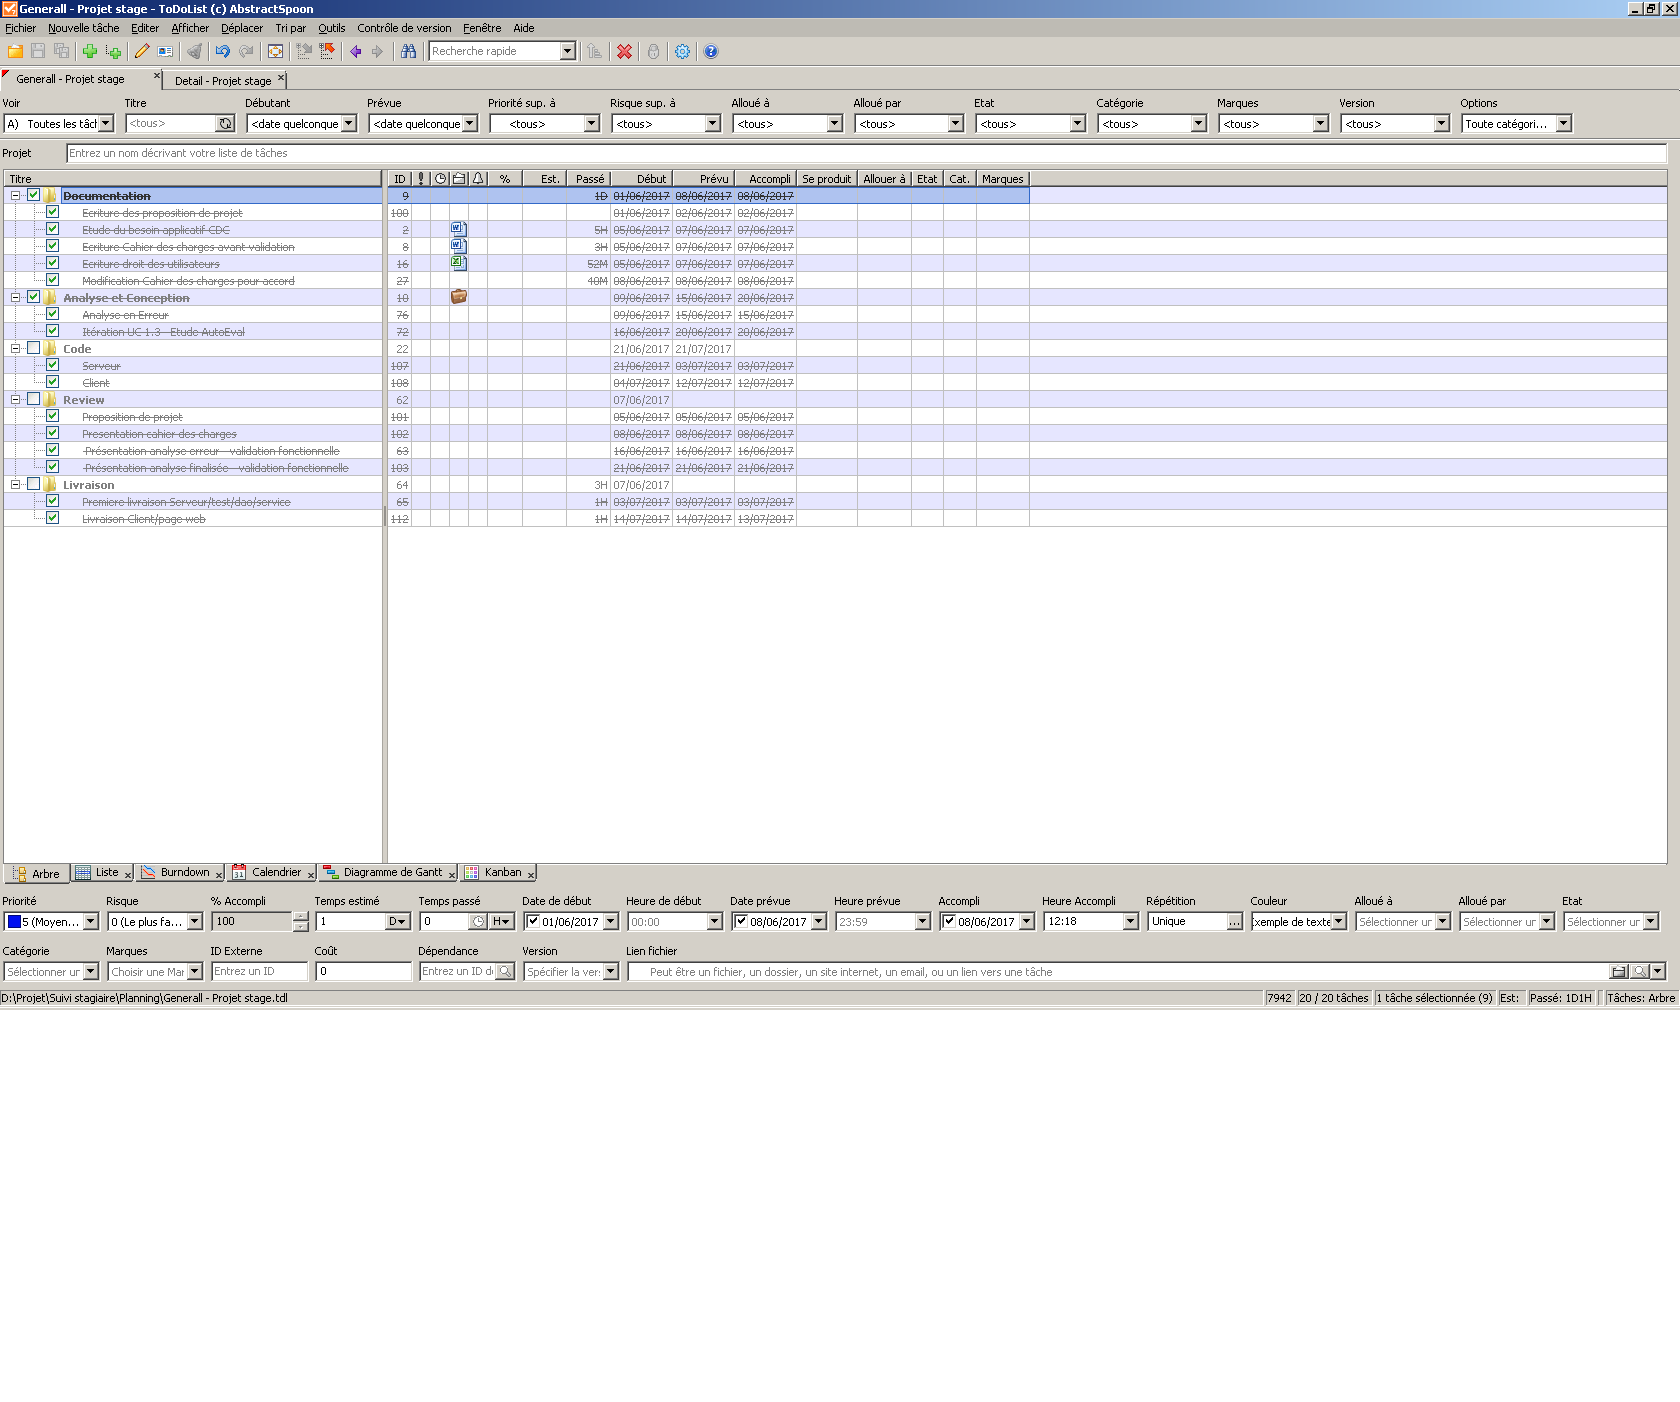 Generall - Projet stage - ToDoList (c) AbstractSpoon
Fichier Nouvelle tâche Editer Afficher Déplacer Tri par Outils Contrôle de version Fenêtre Aide
Recherche rapide
Generall - Projet stage Detail - Projet stage
Voir Titre Débutant Prévue Priorité sup. à Risque sup. à Alloué à Alloué par Etat Catégorie Marques Version Options
A) Toutes les tâcl <tous> <date quelconque <date quelconque <tous> <tous> <tous> <tous> <tous> <tous> <tous> <tous> Toute catégori...
Projet Entrez un nom décrivant votre liste de tâches
Titre ID % Est. Passé Début Prévu Accompli Se produit Allouer à Etat Cat. Marques
Documentation 9 1D 01/06/2017 08/06/2017 08/06/2017
Ecriture des proposition de projet 100 01/06/2017 02/06/2017 02/06/2017
Etude du besoin applicatif CDC 2 5H 05/06/2017 07/06/2017 07/06/2017
Ecriture Cahier des charges avant validation 8 3H 05/06/2017 07/06/2017 07/06/2017
Ecriture droit des utilisateurs 16 52M 05/06/2017 07/06/2017 07/06/2017
Modification Cahier des charges pour accord 27 40M 08/06/2017 08/06/2017 08/06/2017
Analyse et Conception 10 09/06/2017 15/06/2017 20/06/2017
Analyse en Erreur 76 09/06/2017 15/06/2017 15/06/2017
Itération UC 1.3 - Etude AutoEval 72 16/06/2017 20/06/2017 20/06/2017
Code 22 21/06/2017 21/07/2017
Serveur 107 21/06/2017 03/07/2017 03/07/2017
Client 108 04/07/2017 12/07/2017 12/07/2017
Review 62 07/06/2017
Proposition de projet 101 05/06/2017 05/06/2017 05/06/2017
Presentation cahier des charges 102 08/06/2017 08/06/2017 08/06/2017
Présentation analyse erreur - validation fonctionnelle 63 16/06/2017 16/06/2017 16/06/2017
Présentation analyse finalisée - validation fonctionnelle 103 21/06/2017 21/06/2017 21/06/2017
Livraison 64 3H 07/06/2017
Premiere livraison Serveur/test/dao/service 65 1H 03/07/2017 03/07/2017 03/07/2017
Livraison Client/page web 112 1H 14/07/2017 14/07/2017 13/07/2017
Arbre Liste Burndown 31 Calendrier Diagramme de Gantt Kanban
Priorité Risque % Accompli Temps estimé Temps passé Date de début Heure de début Date prévue Heure prévue Accompli Heure Accompli Répétition Couleur Alloué à Alloué par Etat
5 (Moyen... 0 (Le plus fa... 100 1 D 0 H 01/06/2017 00:00 08/06/2017 23:59 08/06/2017 12:18 Unique ... xemple de texte Sélectionner ur Sélectionner ur Sélectionner ur
Catégorie Marques ID Externe Coût Dépendance Version Lien fichier
Sélectionner ur Choisir une Mar Entrez un ID 0 Entrez un ID d Spécifier la ver: Peut être un fichier, un dossier, un site internet, un email, ou un lien vers une tâche
D:\Projet\Suivi stagiaire\Planning\Generall - Projet stage.tdl 7942 20 / 20 tâches 1 tâche sélectionnée (9) Est: Passé: 1D1H Tâches: Arbre